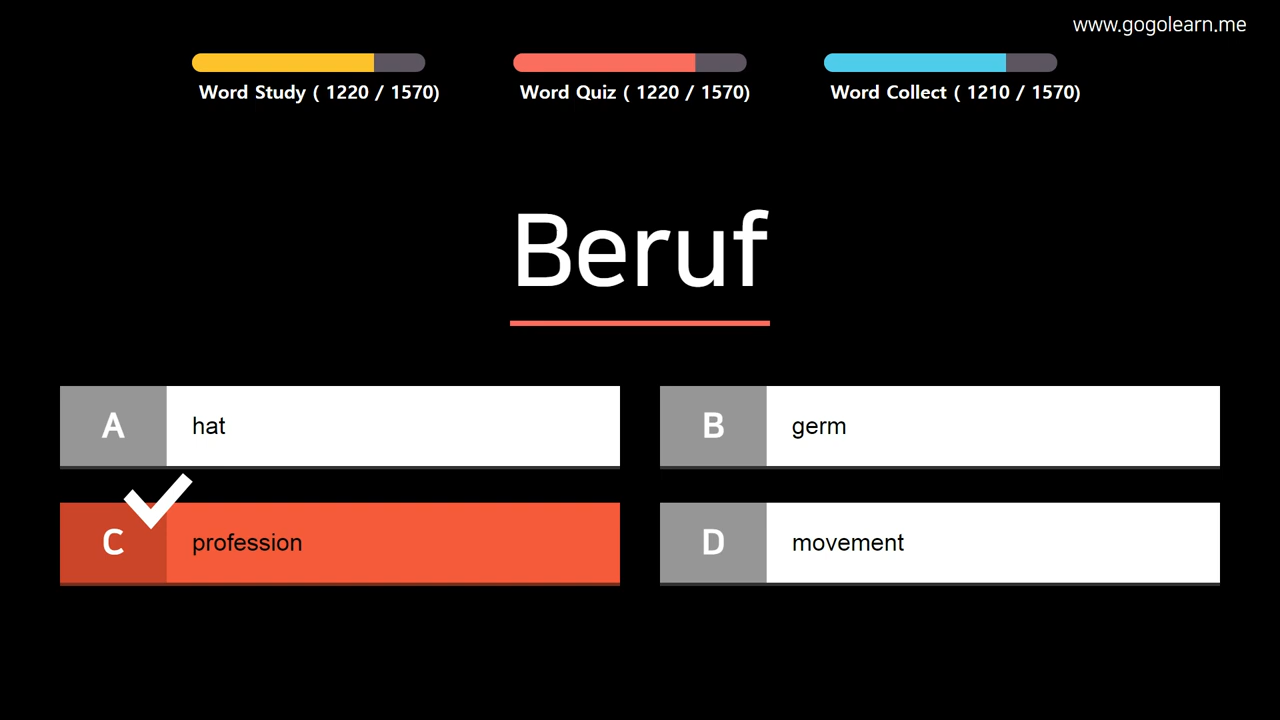 www.gogolearn.me
Word Study ( 1220 / 1570)
Word Quiz ( 1220 / 1570)
Word Collect ( 1210 / 1570)
Beruf
A hat
B germ
C profession
D movement